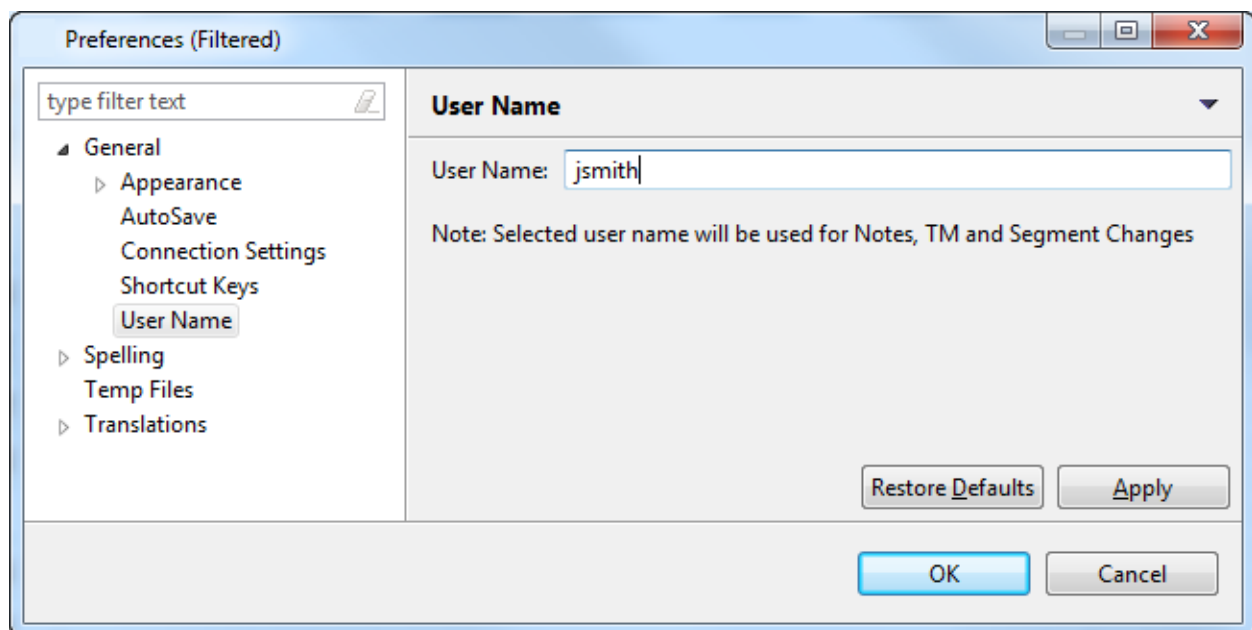 Preferences (Filtered)
type filter text
General
Appearance
AutoSave
Connection Settings
Shortcut Keys
User Name
Spelling
Temp Files
Translations
User Name
User Name: jsmith
Note: Selected user name will be used for Notes, TM and Segment Changes
Restore Defaults Apply
OK Cancel